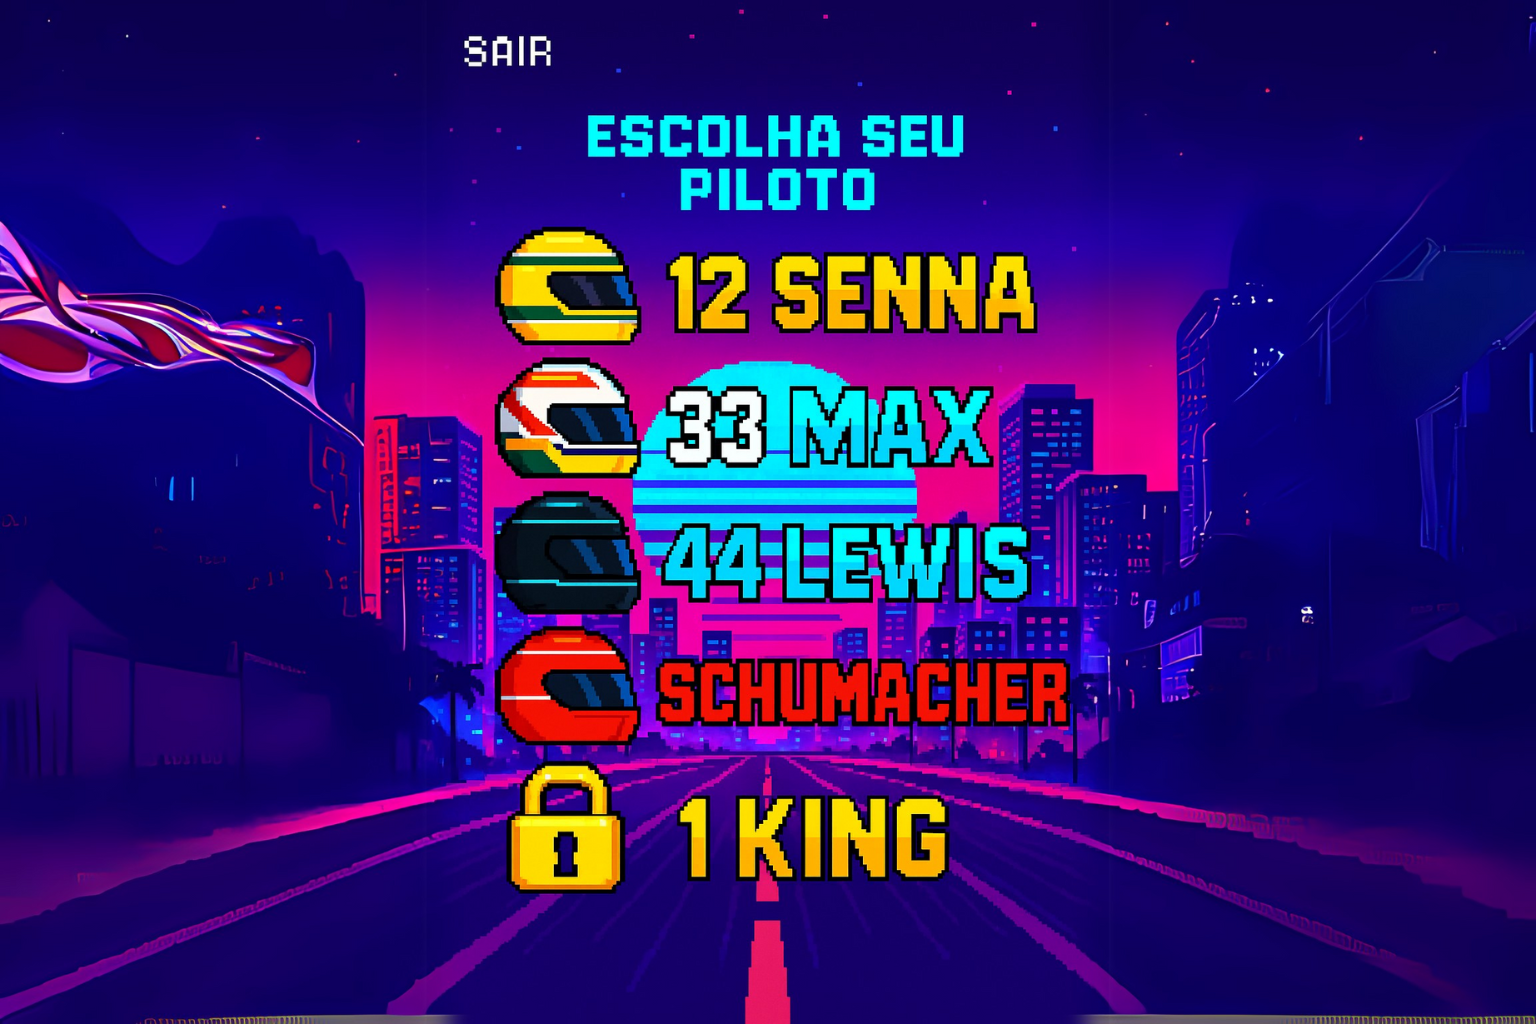 SAIR
ESCOLHA SEU
PILOTO
12 SENNA
33 MAX
44 LEWIS
SCHUMACHER
1 KING